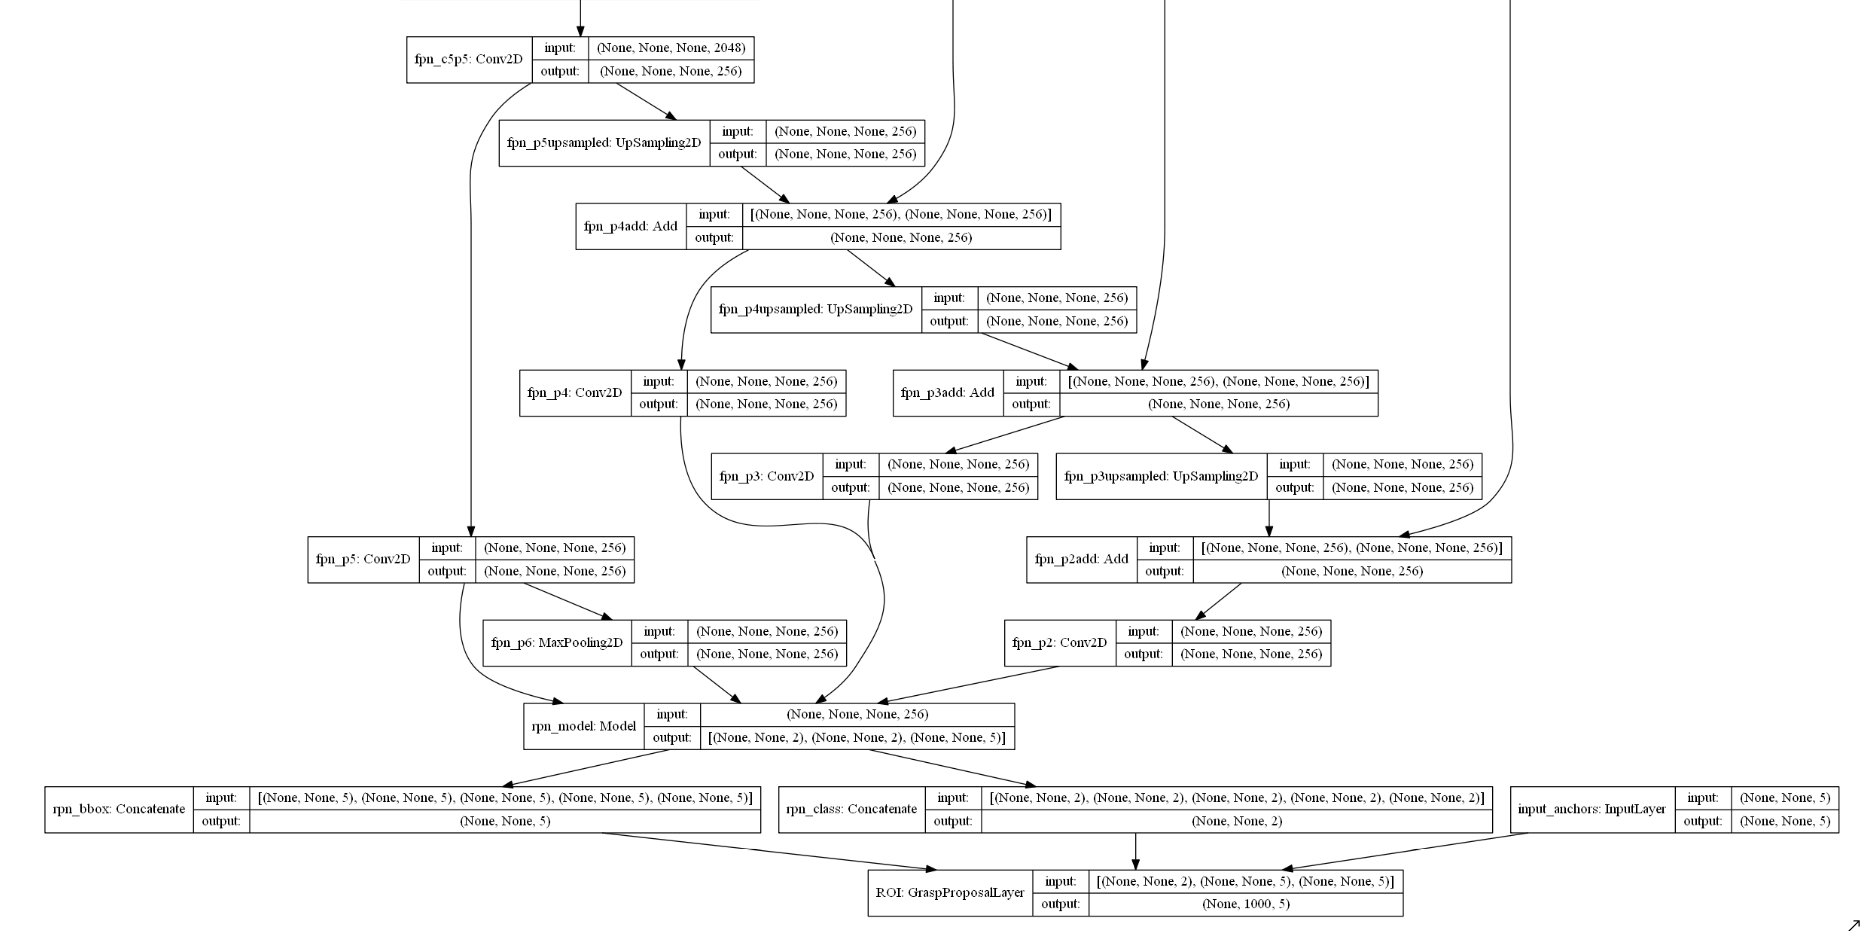 fpn_c5p5: Conv2D
input: (None, None, None, 2048)
output: (None, None, None, 256)
fpn_p5upsampled: UpSampling2D
input: (None, None, None, 256)
output: (None, None, None, 256)
fpn_p4add: Add
input: [(None, None, None, 256), (None, None, None, 256)]
output: (None, None, None, 256)
fpn_p4upsampled: UpSampling2D
input: (None, None, None, 256)
output: (None, None, None, 256)
fpn_p4: Conv2D
input: (None, None, None, 256)
output: (None, None, None, 256)
fpn_p3add: Add
input: [(None, None, None, 256), (None, None, None, 256)]
output: (None, None, None, 256)
fpn_p3: Conv2D
input: (None, None, None, 256)
output: (None, None, None, 256)
fpn_p3upsampled: UpSampling2D
input: (None, None, None, 256)
output: (None, None, None, 256)
fpn_p5: Conv2D
input: (None, None, None, 256)
output: (None, None, None, 256)
fpn_p2add: Add
input: [(None, None, None, 256), (None, None, None, 256)]
output: (None, None, None, 256)
fpn_p6: MaxPooling2D
input: (None, None, None, 256)
output: (None, None, None, 256)
fpn_p2: Conv2D
input: (None, None, None, 256)
output: (None, None, None, 256)
rpn_model: Model
input: (None, None, None, 256)
output: [(None, None, 2), (None, None, 2), (None, None, 5)]
rpn_bbox: Concatenate
input: [(None, None, 5), (None, None, 5), (None, None, 5), (None, None, 5), (None, None, 5)]
output: (None, None, 5)
rpn_class: Concatenate
input: [(None, None, 2), (None, None, 2), (None, None, 2), (None, None, 2), (None, None, 2)]
output: (None, None, 2)
input_anchors: InputLayer
input: (None, None, 5)
output: (None, None, 5)
ROI: GraspProposalLayer
input: [(None, None, 2), (None, None, 5), (None, None, 5)]
output: (None, 1000, 5)